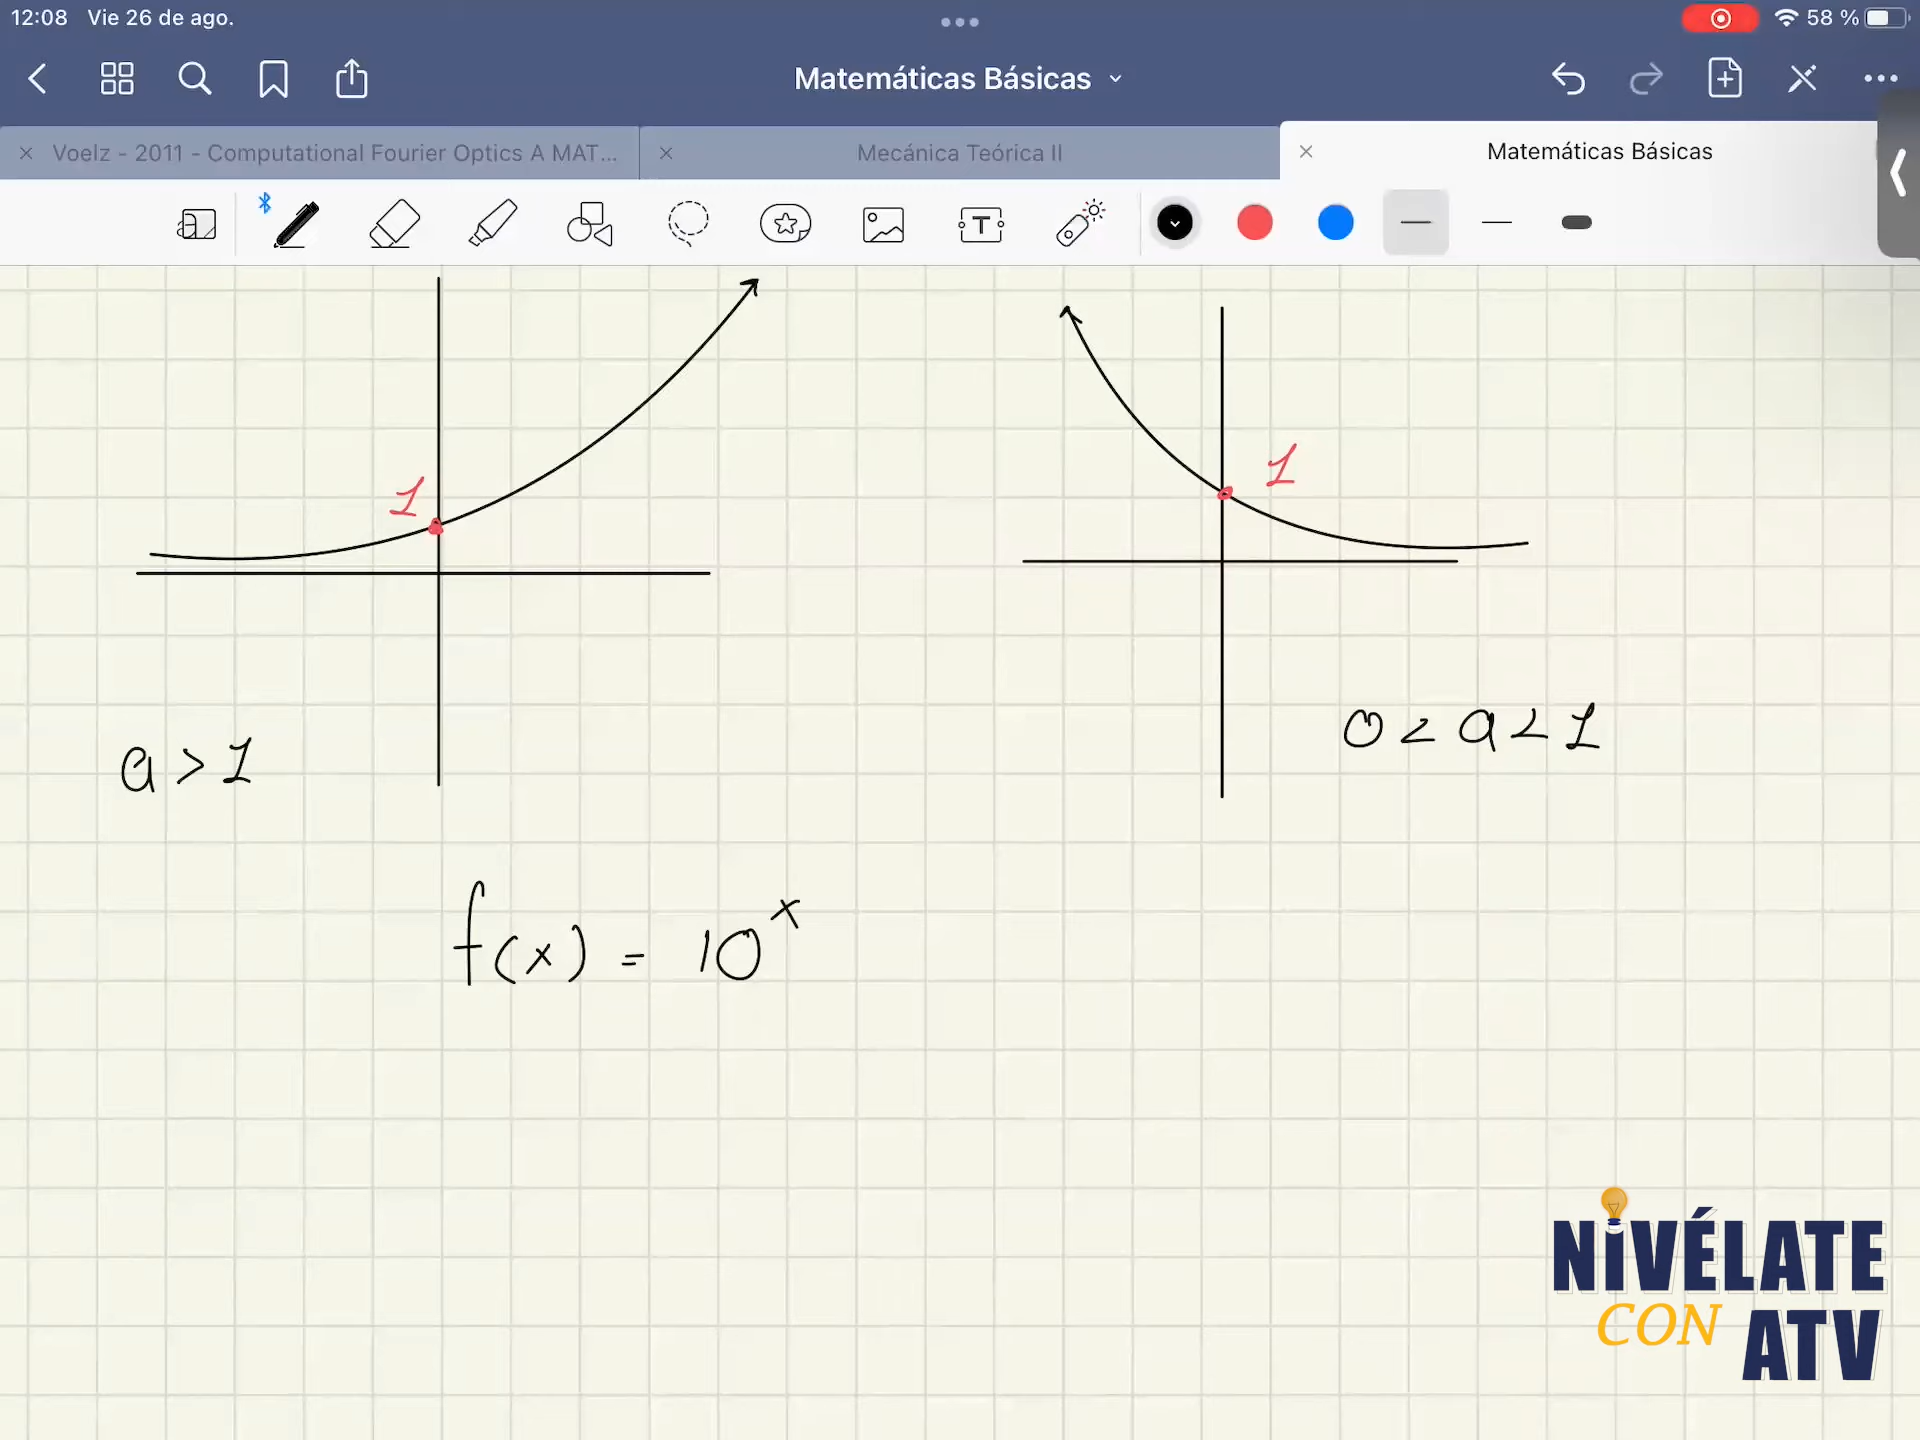 12:08 Vie 26 de ago.
58 %
Matemáticas Básicas
Voelz - 2011 - Computational Fourier Optics A MAT...
Mecánica Teórica II
Matemáticas Básicas
1
1
a > 1
0 < a < 1
f(x) = 10^x
NIVÉLATE
CON
ATV